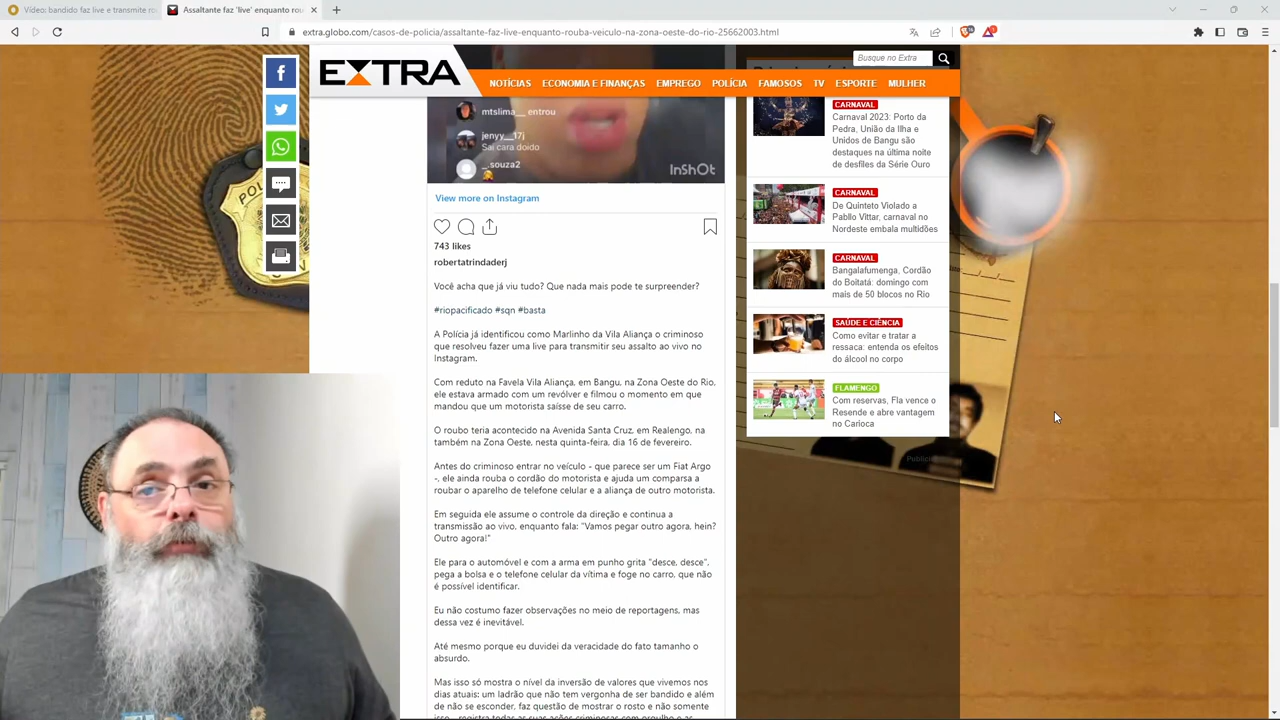 Vídeo: bandido faz live e transmite ro
Assaltante faz 'live' enquanto rou
extra.globo.com/casos-de-policia/assaltante-faz-live-enquanto-rouba-veiculo-na-zona-oeste-do-rio-25662003.html
EXTRA
Busque no Extra
NOTÍCIAS ECONOMIA E FINANÇAS EMPREGO POLÍCIA FAMOSOS TV ESPORTE MULHER
mtslima__ entrou
jenyy__17j
Sai cara doido
__.souza2
InShOt
View more on Instagram
743 likes
robertatrindaderj
Você acha que já viu tudo? Que nada mais pode te surpreender?
#riopacificado #sqn #basta
A Polícia já identificou como Marlinho da Vila Aliança o criminoso
que resolveu fazer uma live para transmitir seu assalto ao vivo no
Instagram.
Com reduto na Favela Vila Aliança, em Bangu, na Zona Oeste do Rio,
ele estava armado com um revólver e filmou o momento em que
mandou que um motorista saísse de seu carro.
O roubo teria acontecido na Avenida Santa Cruz, em Realengo, na
também na Zona Oeste, nesta quinta-feira, dia 16 de fevereiro.
Antes do criminoso entrar no veículo - que parece ser um Fiat Argo
-, ele ainda rouba o cordão do motorista e ajuda um comparsa a
roubar o aparelho de telefone celular e a aliança de outro motorista.
Em seguida ele assume o controle da direção e continua a
transmissão ao vivo, enquanto fala: "Vamos pegar outro agora, hein?
Outro agora!"
Ele para o automóvel e com a arma em punho grita "desce, desce",
pega a bolsa e o telefone celular da vítima e foge no carro, que não
é possível identificar.
Eu não costumo fazer observações no meio de reportagens, mas
dessa vez é inevitável.
Até mesmo porque eu duvidei da veracidade do fato tamanho o
absurdo.
Mas isso só mostra o nível da inversão de valores que vivemos nos
dias atuais: um ladrão que não tem vergonha de ser bandido e além
de não se esconder, faz questão de mostrar o rosto e não somente
CARNAVAL
Carnaval 2023: Porto da
Pedra, União da Ilha e
Unidos de Bangu são
destaques na última noite
de desfiles da Série Ouro
CARNAVAL
De Quinteto Violado a
Pabllo Vittar, carnaval no
Nordeste embala multidões
CARNAVAL
Bangalafumenga, Cordão
do Boitatá: domingo com
mais de 50 blocos no Rio
SAÚDE E CIÊNCIA
Como evitar e tratar a
ressaca: entenda os efeitos
do álcool no corpo
FLAMENGO
Com reservas, Fla vence o
Resende e abre vantagem
no Carioca